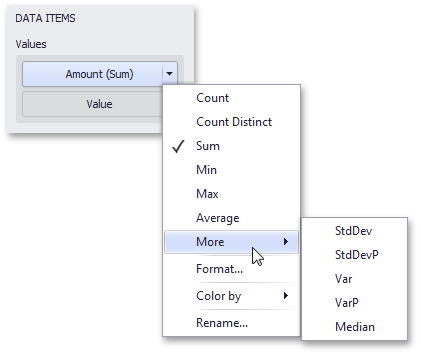 DATA ITEMS
Values
Amount (Sum)
Value
Count
Count Distinct
Sum
Min
Max
Average
More
Format...
Color by
Rename...
StdDev
StdDevP
Var
VarP
Median